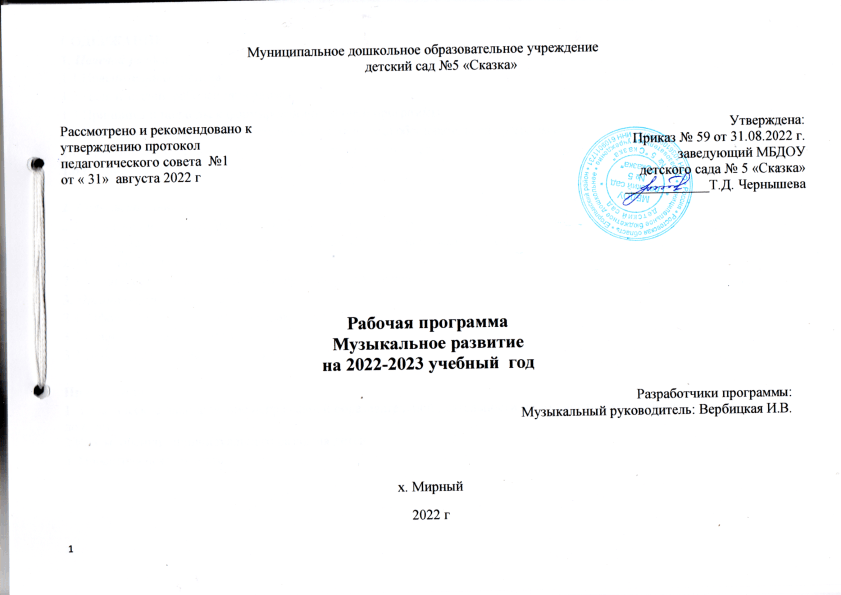 Муниципальное дошкольное образовательное учреждение
детский сад №5 «Сказка»
Рассмотрено и рекомендовано к
утверждению протокол
педагогического совета №1
от « 31» августа 2022 г
Утверждена:
Приказ № 59 от 31.08.2022 г.
заведующий МБДОУ
детского сада № 5 «Сказка»
____________Т.Д. Чернышева
Рабочая программа
Музыкальное развитие
на 2022-2023 учебный год
Разработчики программы:
Музыкальный руководитель: Вербицкая И.В.
х. Мирный
2022 г
1